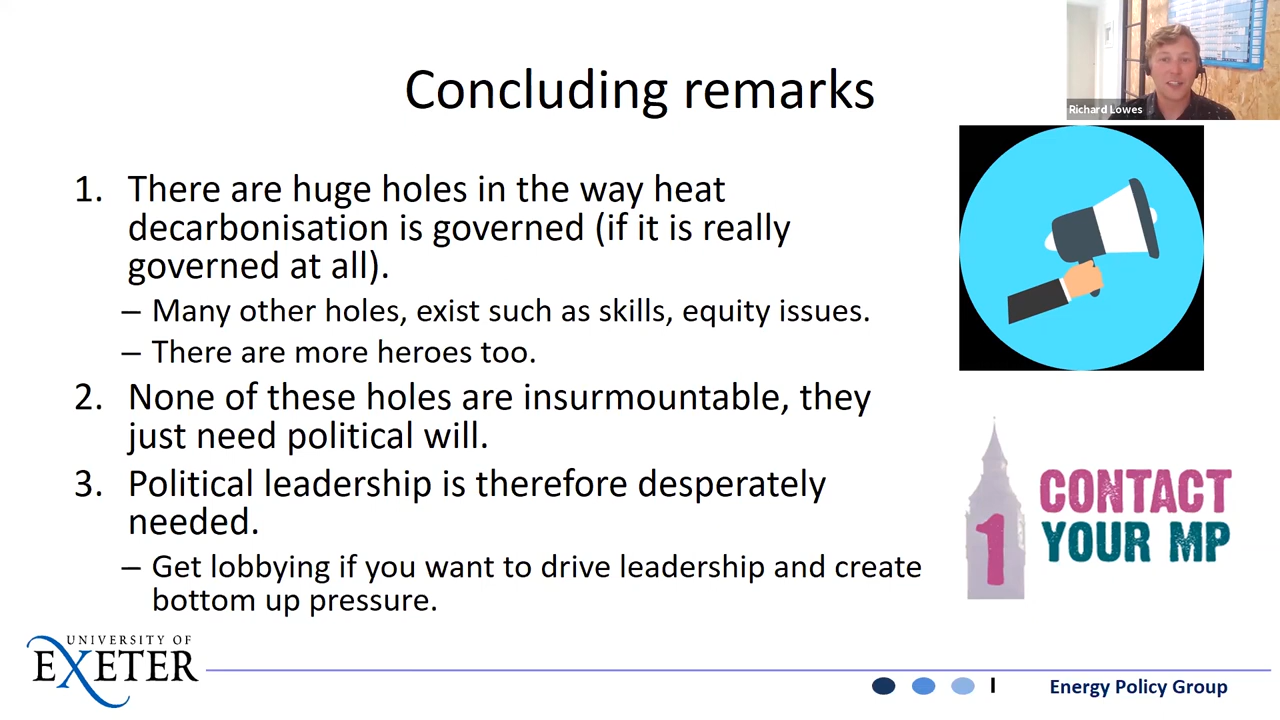 Concluding remarks
Richard Lowes
1. There are huge holes in the way heat
decarbonisation is governed (if it is really
governed at all).
– Many other holes, exist such as skills, equity issues.
– There are more heroes too.
2. None of these holes are insurmountable, they
just need political will.
3. Political leadership is therefore desperately
needed.
– Get lobbying if you want to drive leadership and create
bottom up pressure.
1
CONTACT
YOUR MP
UNIVERSITY OF
EXETER
Energy Policy Group